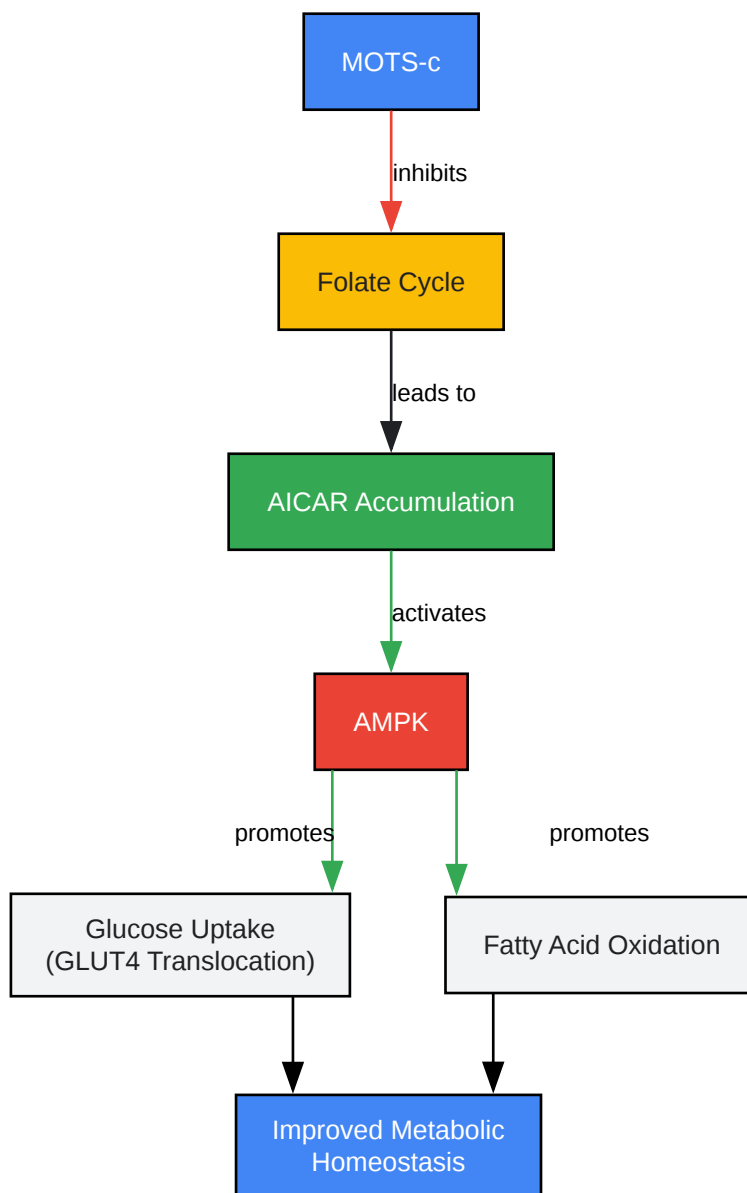 MOTS-c
inhibits
Folate Cycle
leads to
AICAR Accumulation
activates
AMPK
promotes
promotes
Glucose Uptake
(GLUT4 Translocation)
Fatty Acid Oxidation
Improved Metabolic
Homeostasis